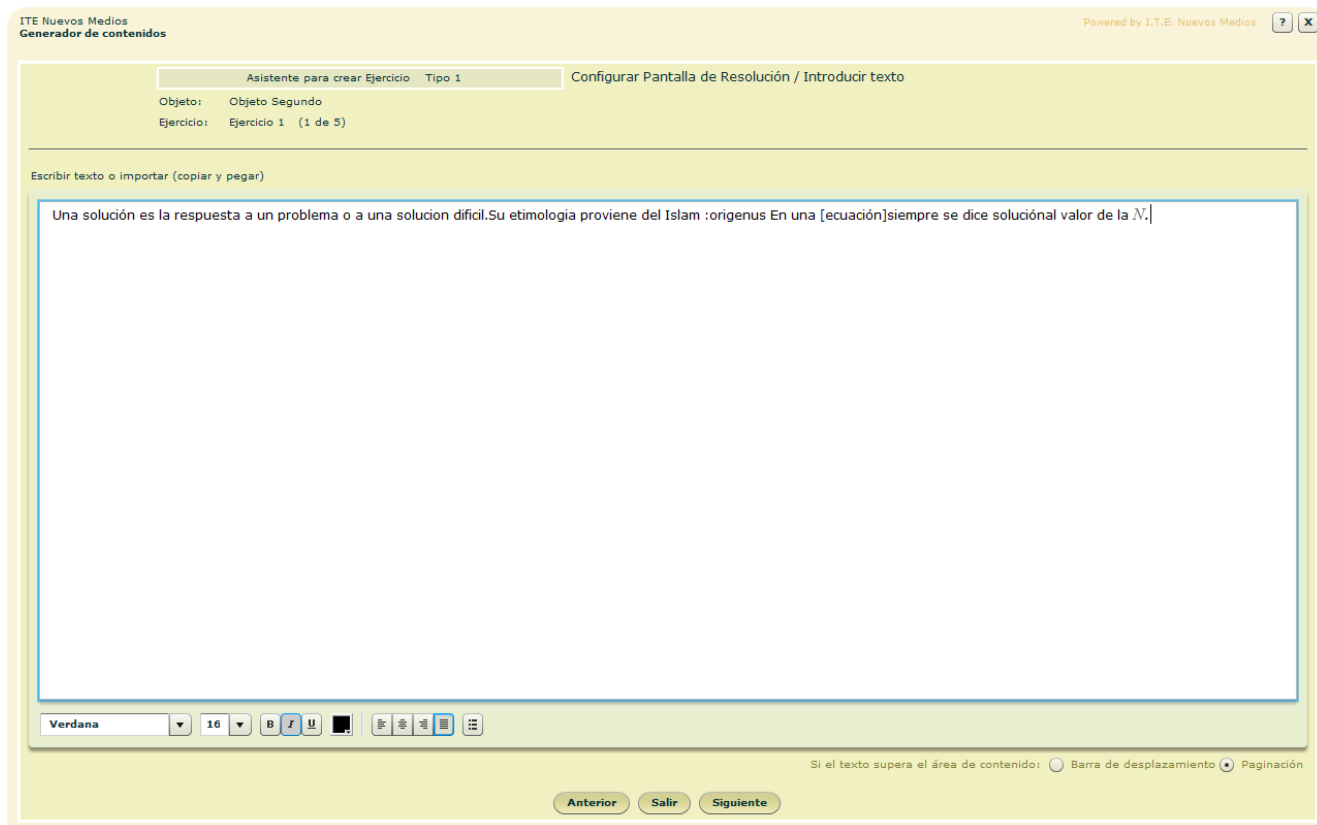 ITE Nuevos Medios
Generador de contenidos
Powered by I.T.E. Nuevos Medios ? X
Asistente para crear Ejercicio Tipo 1
Configurar Pantalla de Resolución / Introducir texto
Objeto: Objeto Segundo
Ejercicio: Ejercicio 1 (1 de 5)
Escribir texto o importar (copiar y pegar)
Una solución es la respuesta a un problema o a una solucion dificil.Su etimologia proviene del Islam :origenus En una [ecuación]siempre se dice soluciónal valor de la N.
Verdana 16 B I U
Si el texto supera el área de contenido: Barra de desplazamiento Paginación
Anterior Salir Siguiente